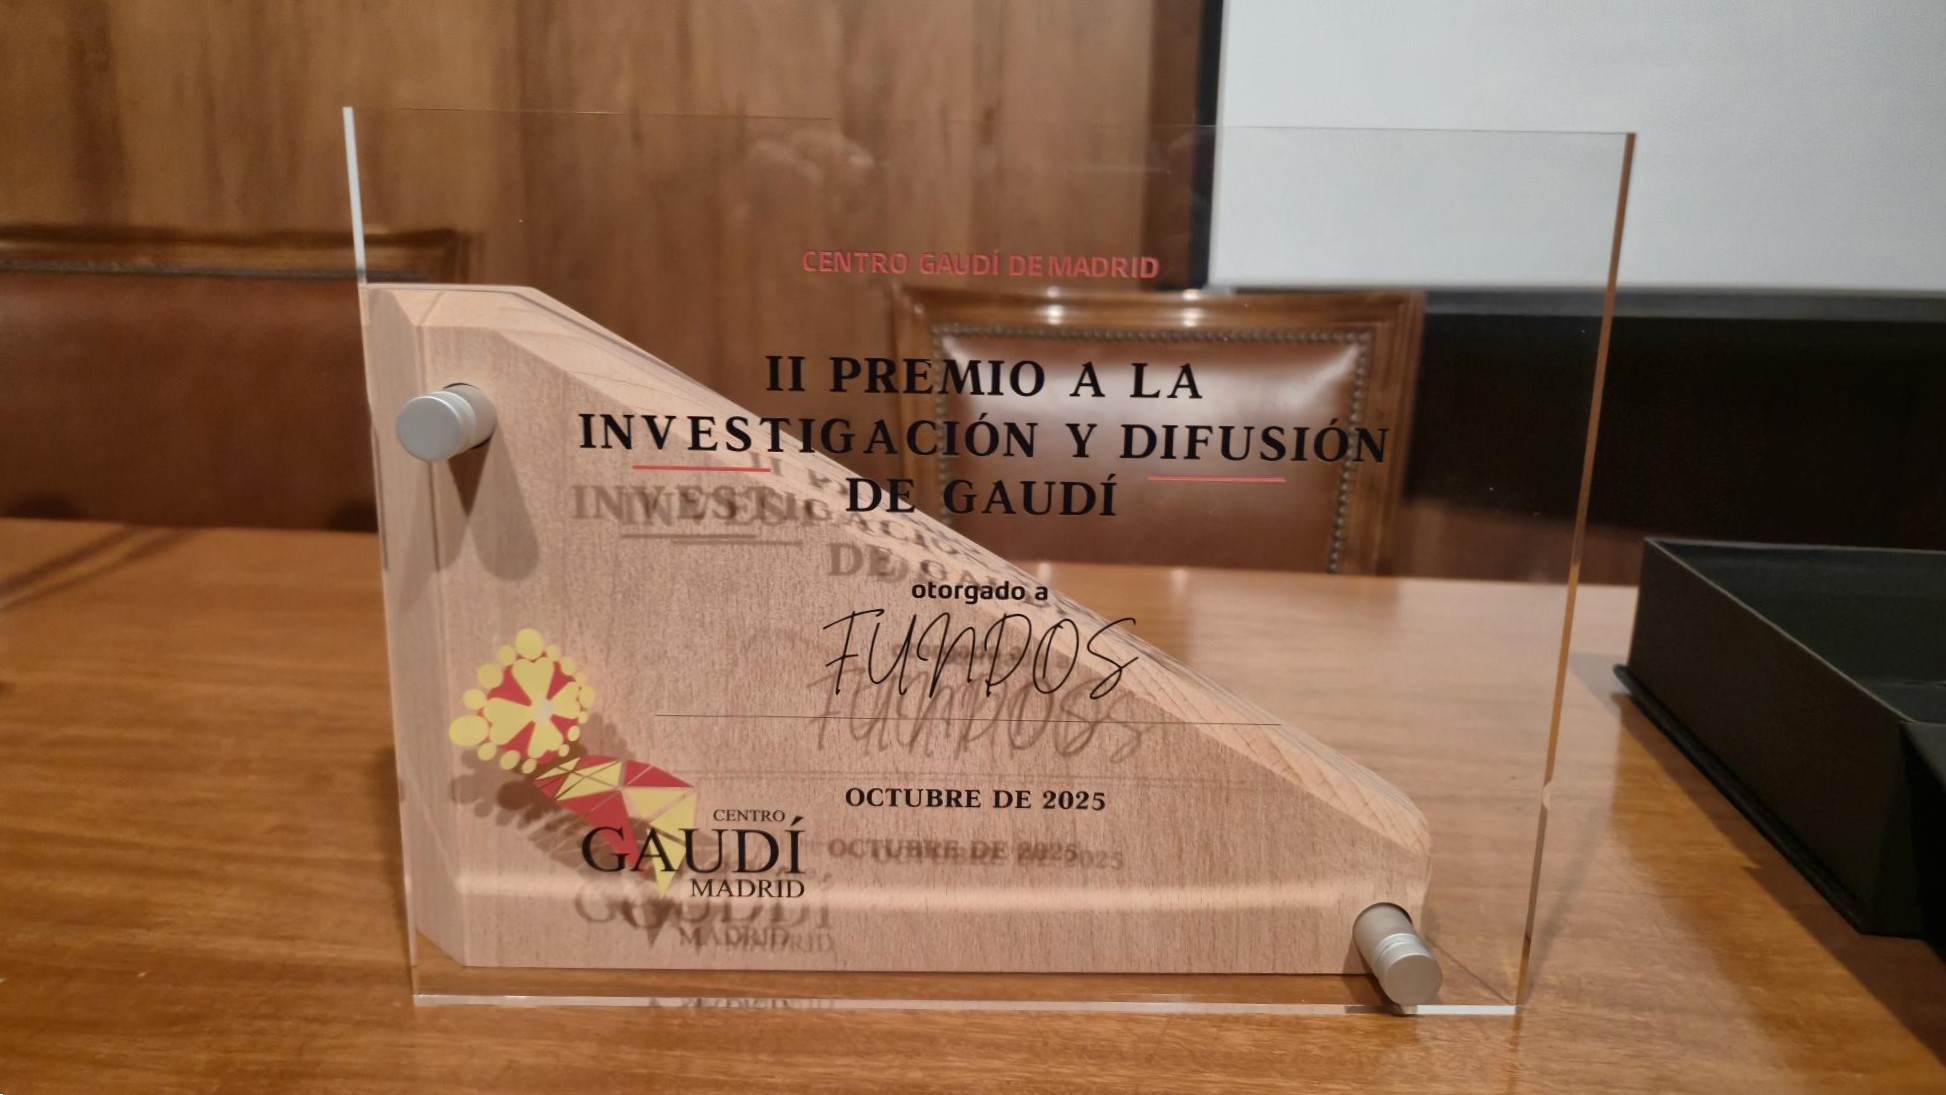 CENTRO GAUDÍ DE MADRID
II PREMIO A LA
INVESTIGACIÓN Y DIFUSIÓN
DE GAUDÍ
otorgado a
FUNDOS
OCTUBRE DE 2025
CENTRO
GAUDÍ
MADRID